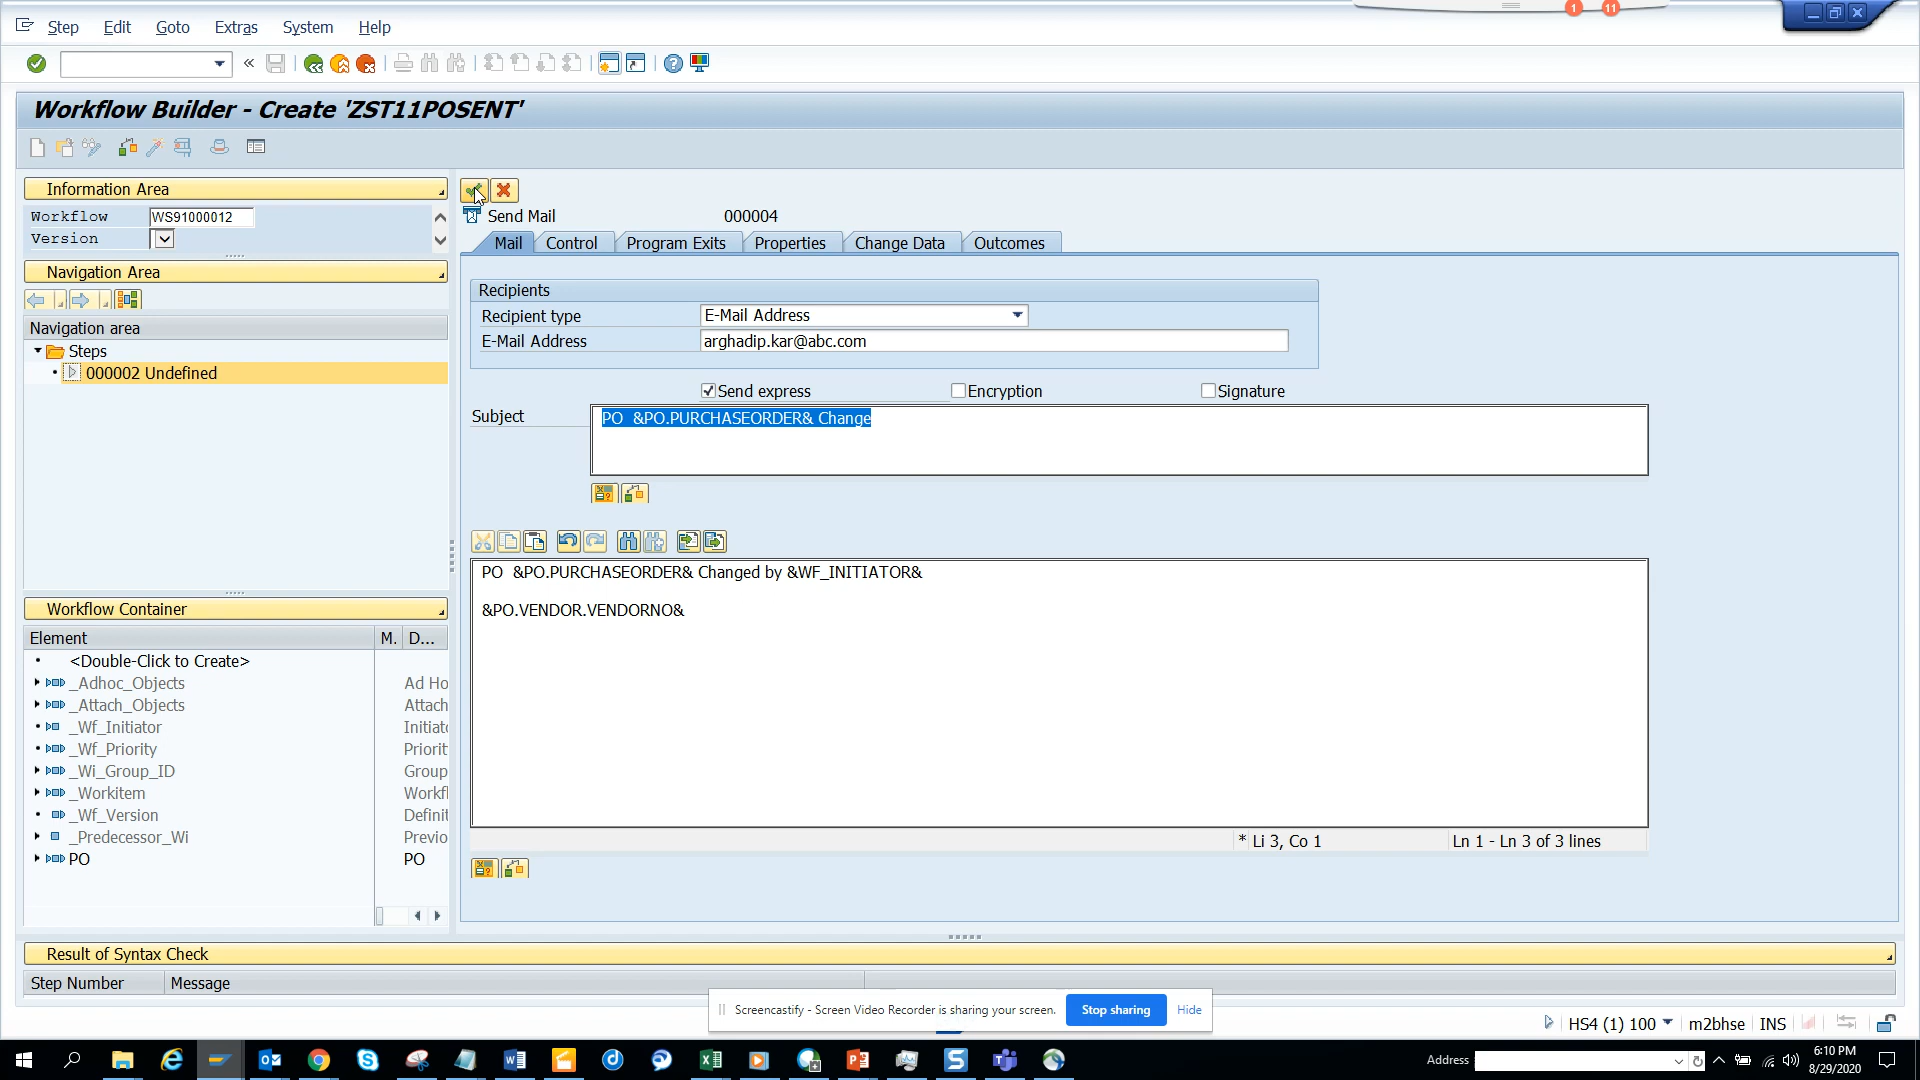 1
11
Step Edit Goto Extras System Help
Workflow Builder - Create 'ZST11POSENT'
Information Area
Workflow WS91000012
Version
Navigation Area
Navigation area
Steps
000002 Undefined
Workflow Container
Element M. D...
<Double-Click to Create>
_Adhoc_Objects Ad Ho
_Attach_Objects Attach
_Wf_Initiator Initiato
_Wf_Priority Priorit
_Wi_Group_ID Group
_Workitem Workfl
_Wf_Version Definit
_Predecessor_Wi Previo
PO PO
Send Mail 000004
Mail Control Program Exits Properties Change Data Outcomes
Recipients
Recipient type E-Mail Address
E-Mail Address arghadip.kar@abc.com
Send express Encryption Signature
Subject PO &PO.PURCHASEORDER& Change
PO &PO.PURCHASEORDER& Changed by &WF_INITIATOR&
&PO.VENDOR.VENDORNO&
* Li 3, Co 1 Ln 1 - Ln 3 of 3 lines
Result of Syntax Check
Step Number Message
Screencastify - Screen Video Recorder is sharing your screen. Stop sharing Hide
HS4 (1) 100 m2bhse INS
Address
6:10 PM
8/29/2020